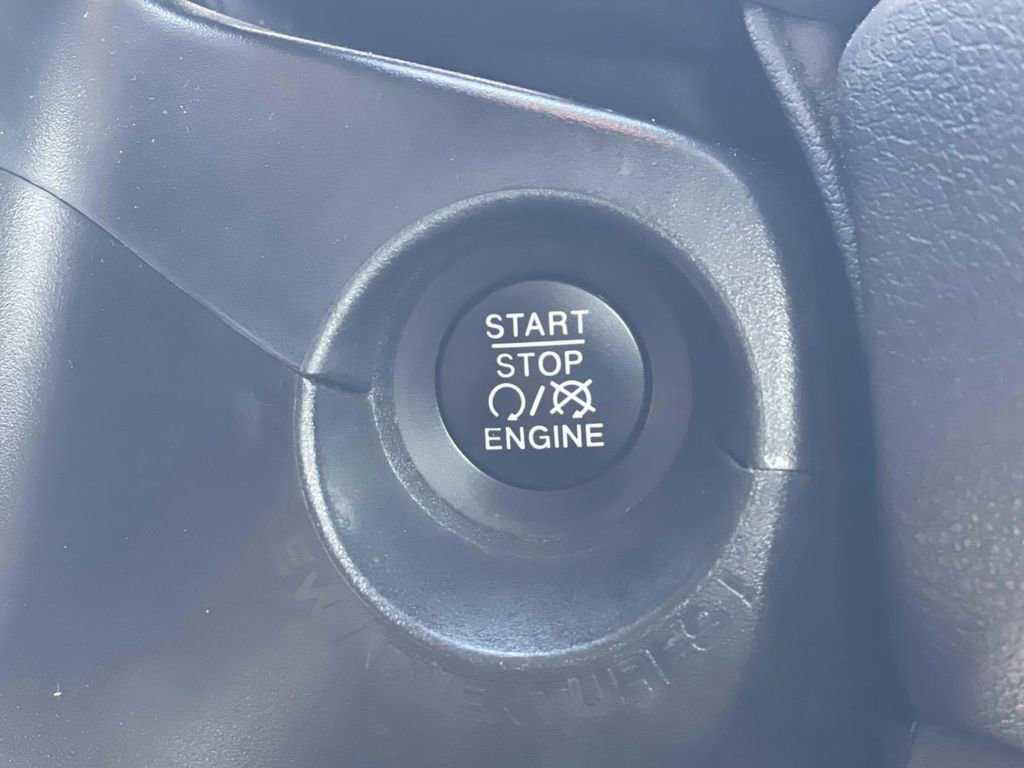 START
STOP
/
ENGINE